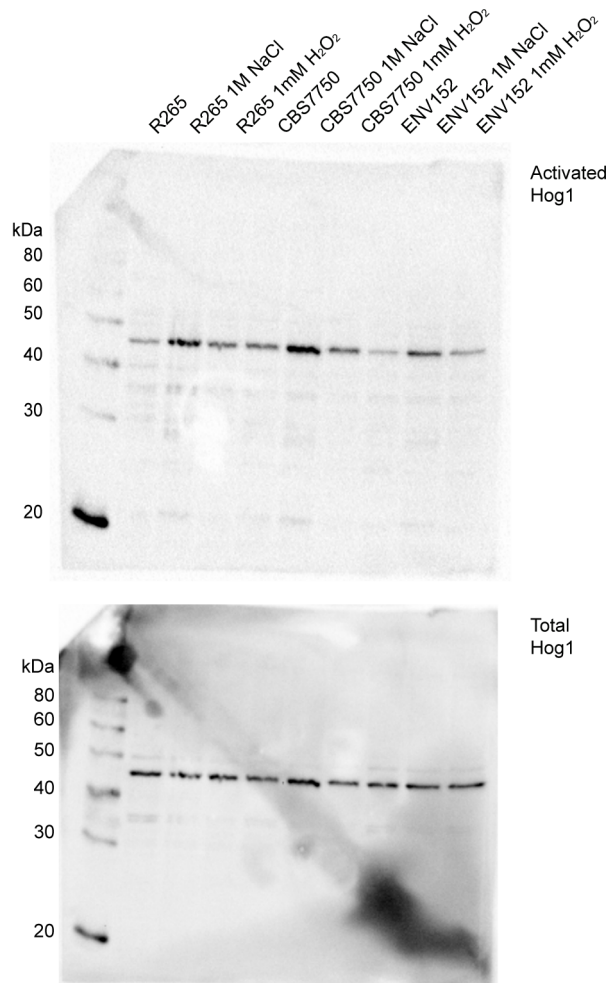 R265
R265 1M NaCl
R265 1mM H₂O₂
CBS7750
CBS7750 1M NaCl
CBS7750 1mM H₂O₂
ENV152
ENV152 1M NaCl
ENV152 1mM H₂O₂
Activated
Hog1
kDa
80
60
50
40
30
20
Total
Hog1
kDa
80
60
50
40
30
20